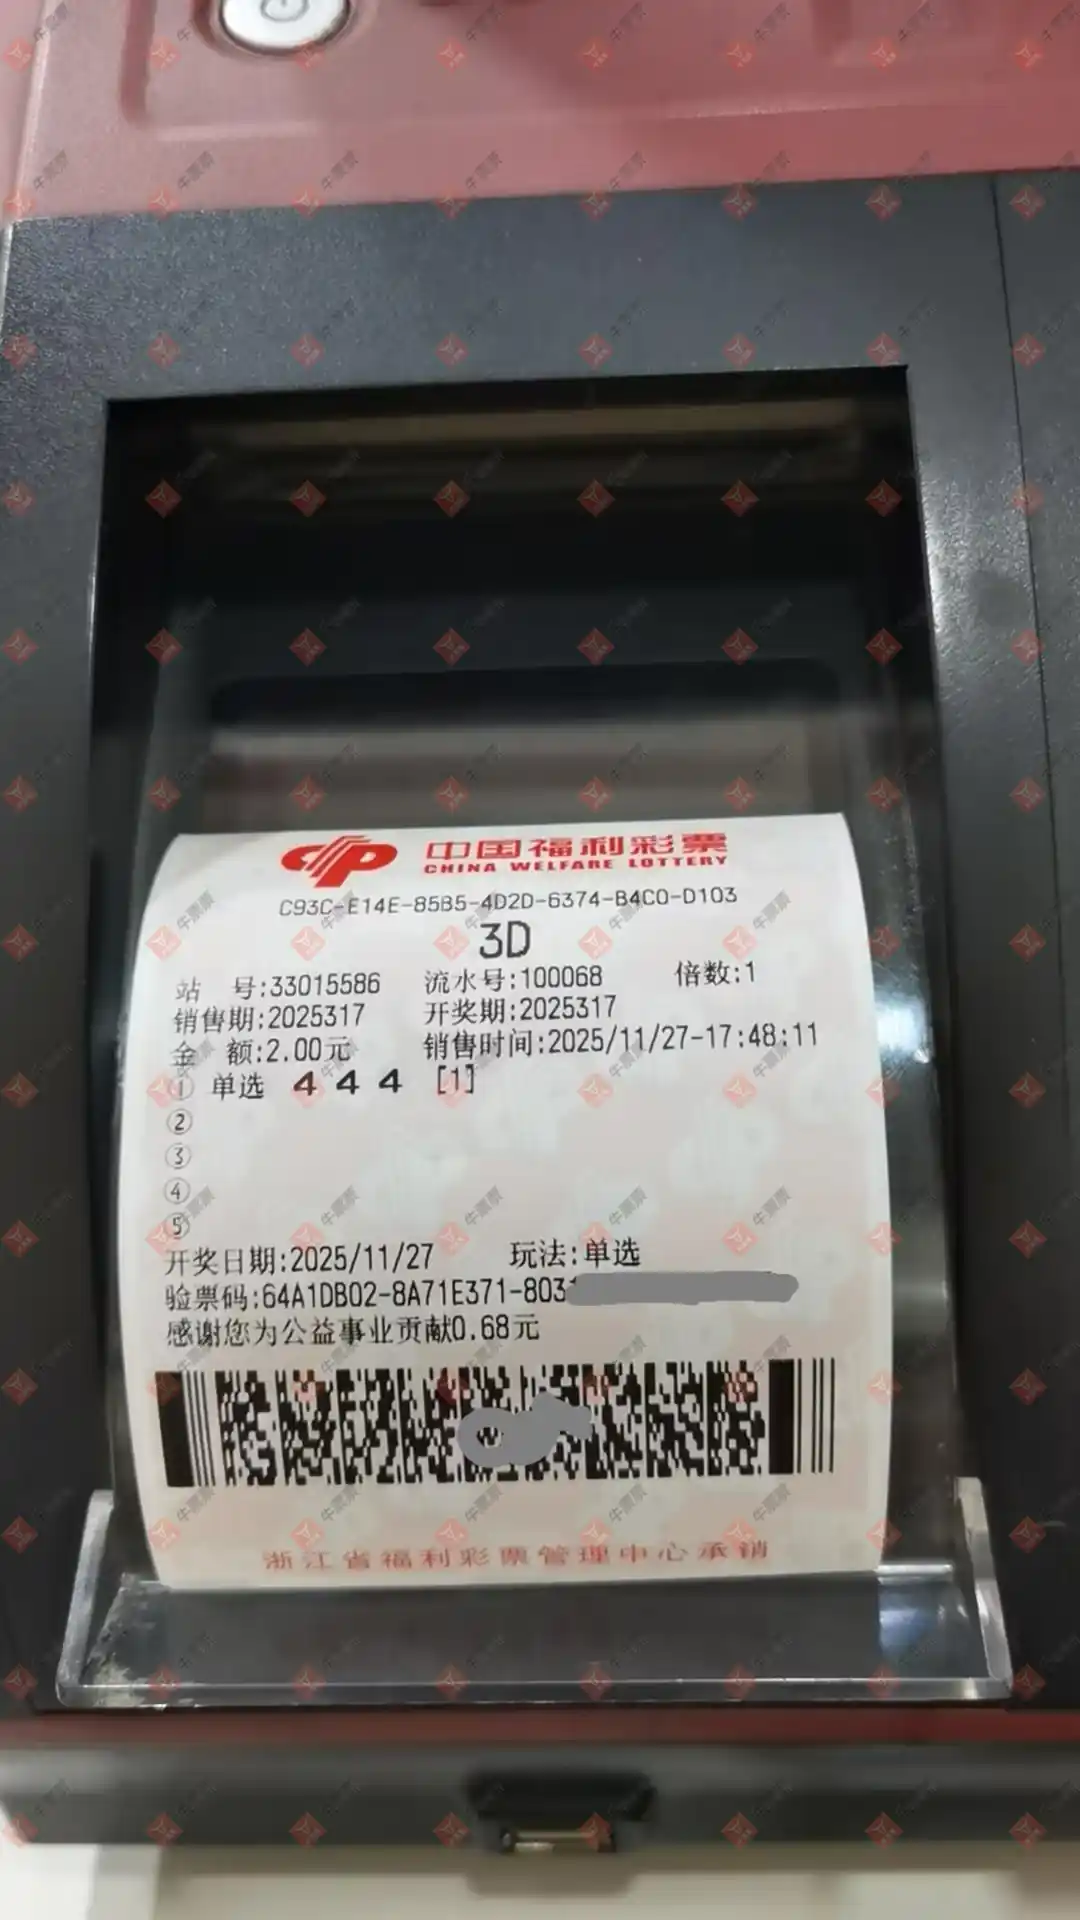 中国福利彩票
CHINA WELFARE LOTTERY
C93C-E14E-85B5-4D2D-6374-B4C0-D103
3D
站 号:33015586 流水号:100068 倍数:1
销售期:2025317 开奖期:2025317
金 额:2.00元 销售时间:2025/11/27-17:48:11
① 单选 4 4 4 [1]
②
③
④
⑤
开奖日期:2025/11/27 玩法:单选
验票码:64A1DB02-8A71E371-803
感谢您为公益事业贡献0.68元
浙江省福利彩票管理中心承销
牛票票